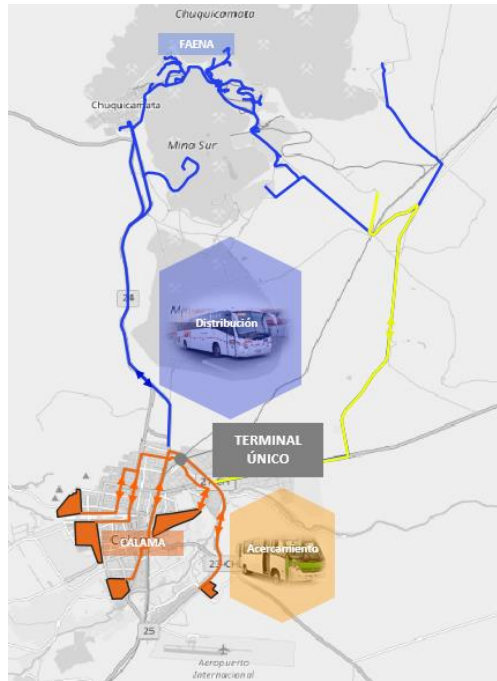 Chuquicamata
FAENA
Chuquicamata
Mina Sur
24
Distribución
TERMINAL
ÚNICO
CALAMA
Acercamiento
25
Aeropuerto
Internacional